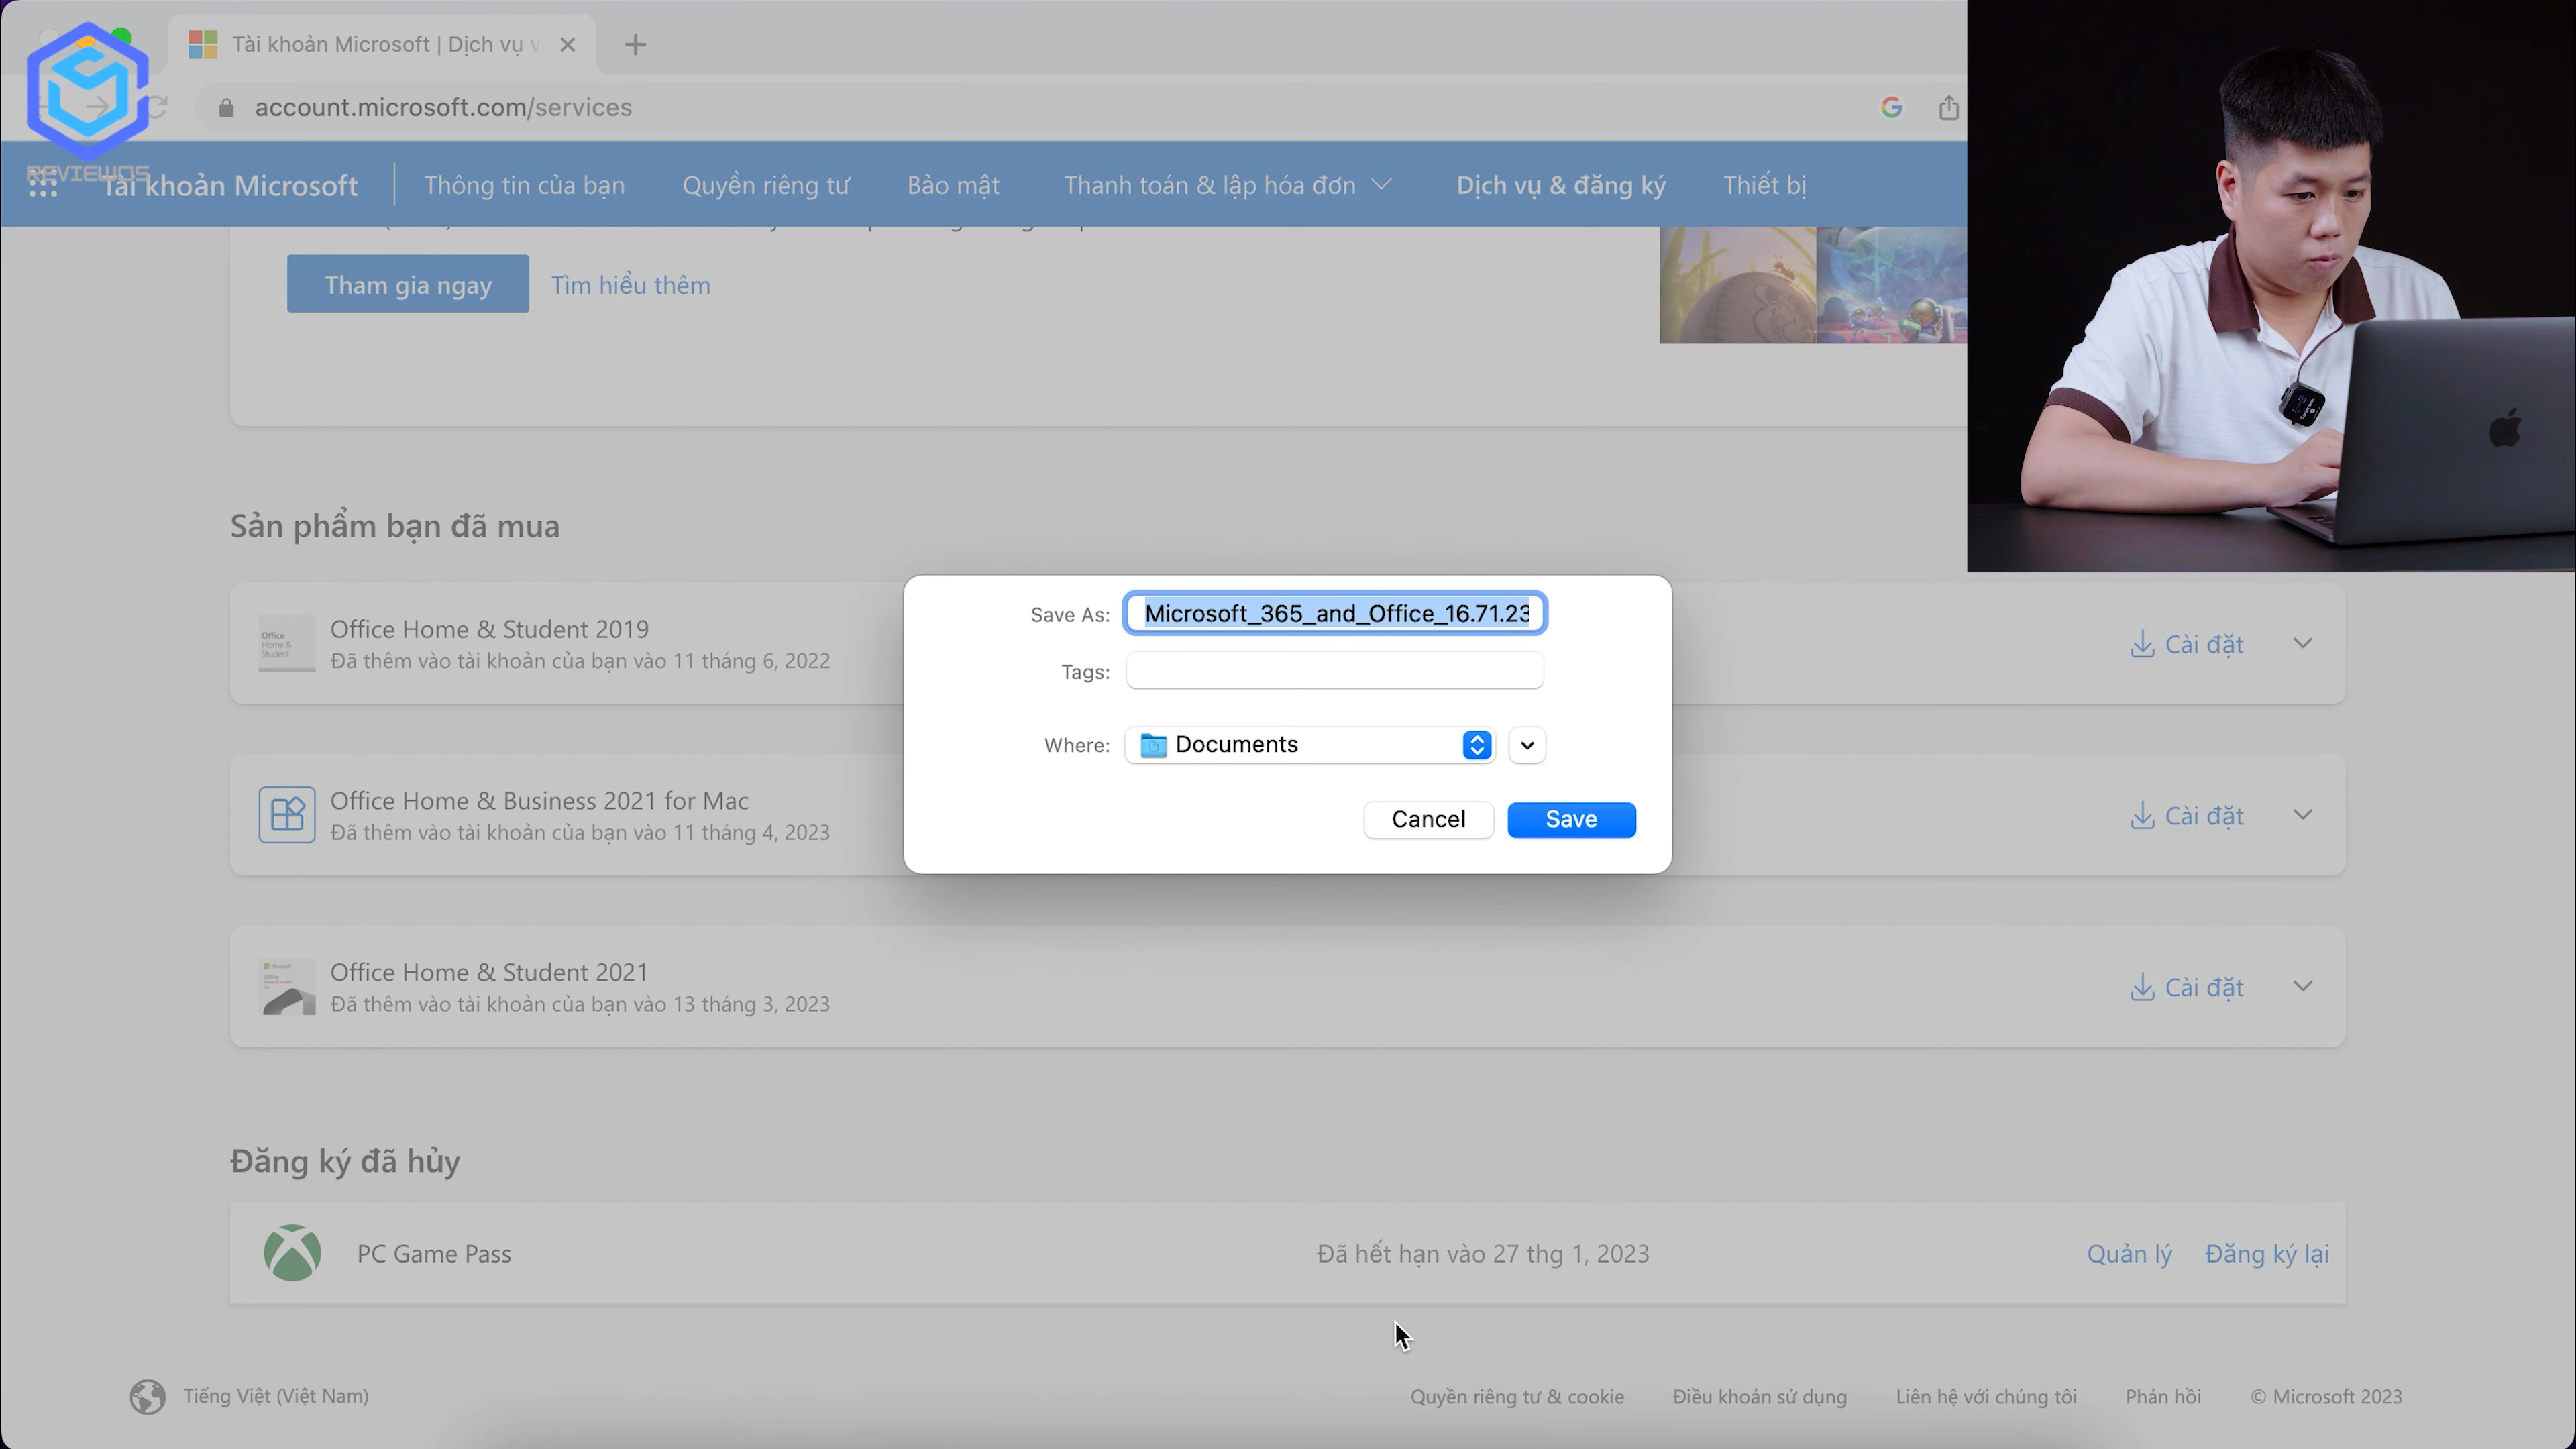 Tài khoản Microsoft | Dịch vụ v
account.microsoft.com/services
REVIEWOS
Tài khoản Microsoft
Thông tin của bạn
Quyền riêng tư
Bảo mật
Thanh toán & lập hóa đơn
Dịch vụ & đăng ký
Thiết bị
Tham gia ngay
Tìm hiểu thêm
Sản phẩm bạn đã mua
Office Home & Student
Office Home & Student 2019
Đã thêm vào tài khoản của bạn vào 11 tháng 6, 2022
Cài đặt
Save As: Microsoft_365_and_Office_16.71.23
Tags:
Where: Documents
Cancel
Save
Office Home & Business 2021 for Mac
Đã thêm vào tài khoản của bạn vào 11 tháng 4, 2023
Cài đặt
Office Home & Student 2021
Đã thêm vào tài khoản của bạn vào 13 tháng 3, 2023
Cài đặt
Đăng ký đã hủy
PC Game Pass
Đã hết hạn vào 27 thg 1, 2023
Quản lý
Đăng ký lại
Tiếng Việt (Việt Nam)
Quyền riêng tư & cookie
Điều khoản sử dụng
Liên hệ với chúng tôi
Phản hồi
© Microsoft 2023